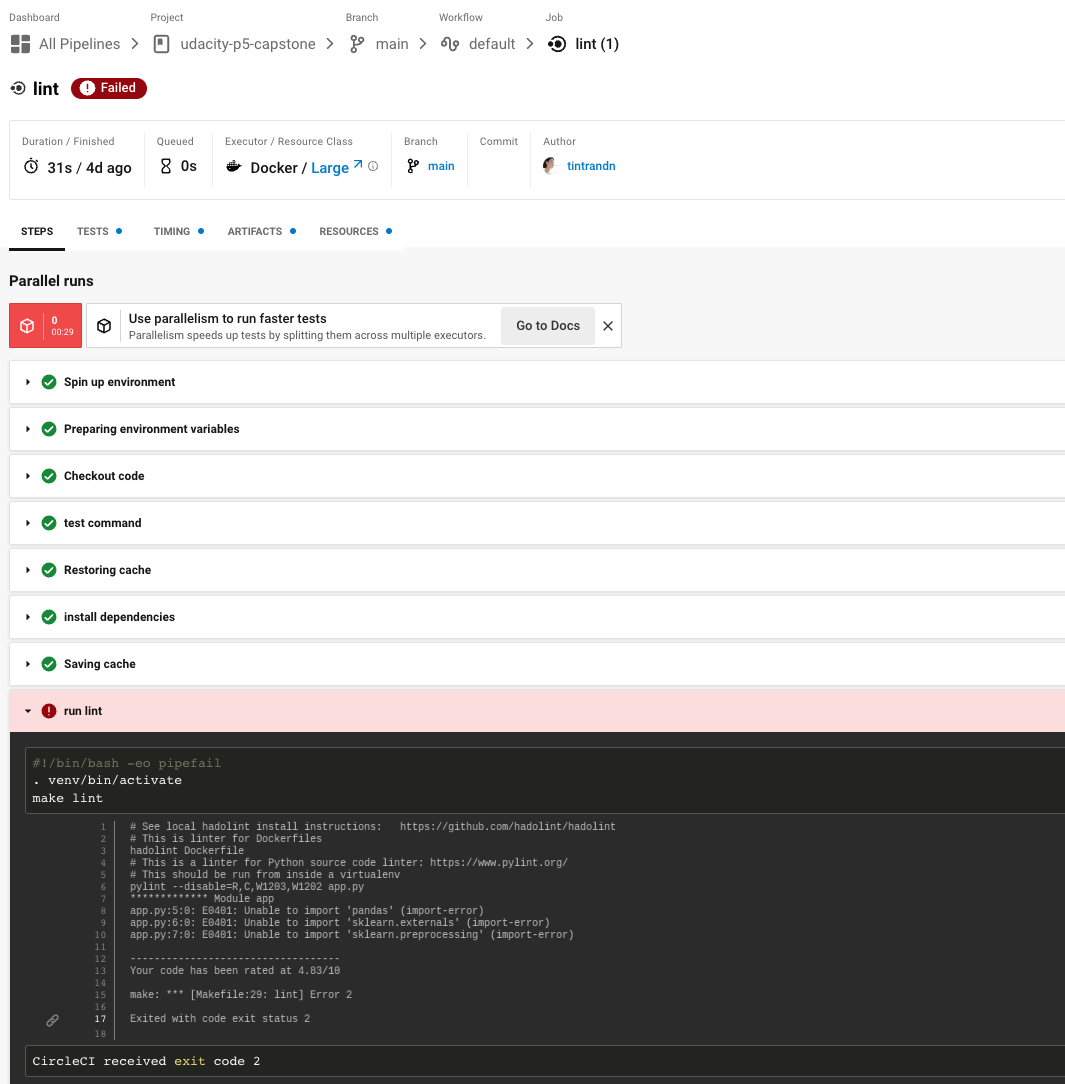 Dashboard Project Branch Workflow Job
All Pipelines udacity-p5-capstone main default lint (1)
lint Failed
Duration / Finished Queued Executor / Resource Class Branch Commit Author
31s / 4d ago 0s Docker / Large main tintrandn
STEPS TESTS TIMING ARTIFACTS RESOURCES
Parallel runs
0
00:29
Use parallelism to run faster tests
Parallelism speeds up tests by splitting them across multiple executors.
Go to Docs
Spin up environment
Preparing environment variables
Checkout code
test command
Restoring cache
install dependencies
Saving cache
run lint
#!/bin/bash -eo pipefail
. venv/bin/activate
make lint
1 # See local hadolint install instructions:   https://github.com/hadolint/hadolint
2 # This is linter for Dockerfiles
3 hadolint Dockerfile
4 # This is a linter for Python source code linter: https://www.pylint.org/
5 # This should be run from inside a virtualenv
6 pylint --disable=R,C,W1203,W1202 app.py
7 ************* Module app
8 app.py:5:0: E0401: Unable to import 'pandas' (import-error)
9 app.py:6:0: E0401: Unable to import 'sklearn.externals' (import-error)
10 app.py:7:0: E0401: Unable to import 'sklearn.preprocessing' (import-error)
11
12 -----------------------------------
13 Your code has been rated at 4.83/10
14
15 make: *** [Makefile:29: lint] Error 2
16
17 Exited with code exit status 2
18
CircleCI received exit code 2